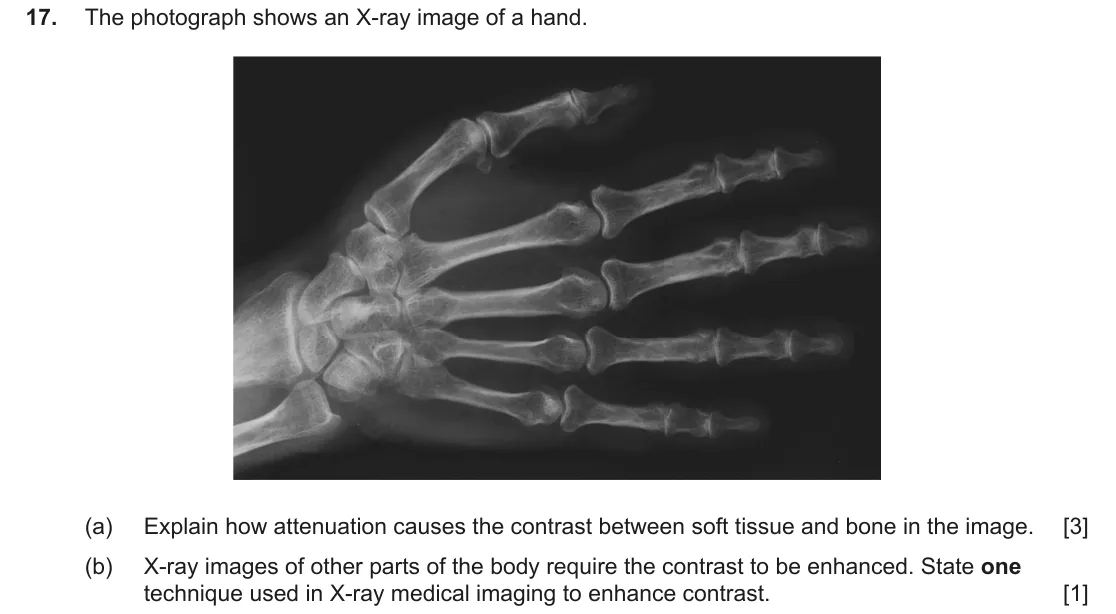 17. The photograph shows an X-ray image of a hand.
(a) Explain how attenuation causes the contrast between soft tissue and bone in the image. [3]
(b) X-ray images of other parts of the body require the contrast to be enhanced. State one
technique used in X-ray medical imaging to enhance contrast. [1]